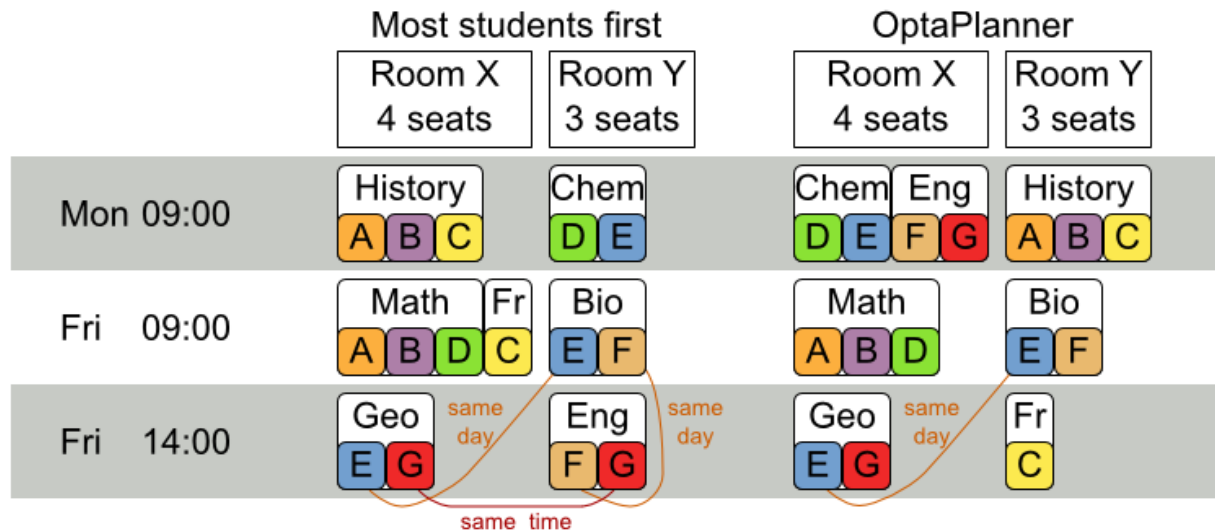 Most students first OptaPlanner
Room X Room Y Room X Room Y
4 seats 3 seats 4 seats 3 seats
Mon 09:00 History Chem Chem Eng History
A B C D E D E F G A B C
Fri 09:00 Math Fr Bio Math Bio
A B D C E F A B D E F
Fri 14:00 Geo same day Eng same day Geo same day Fr
E G F G E G C
same time